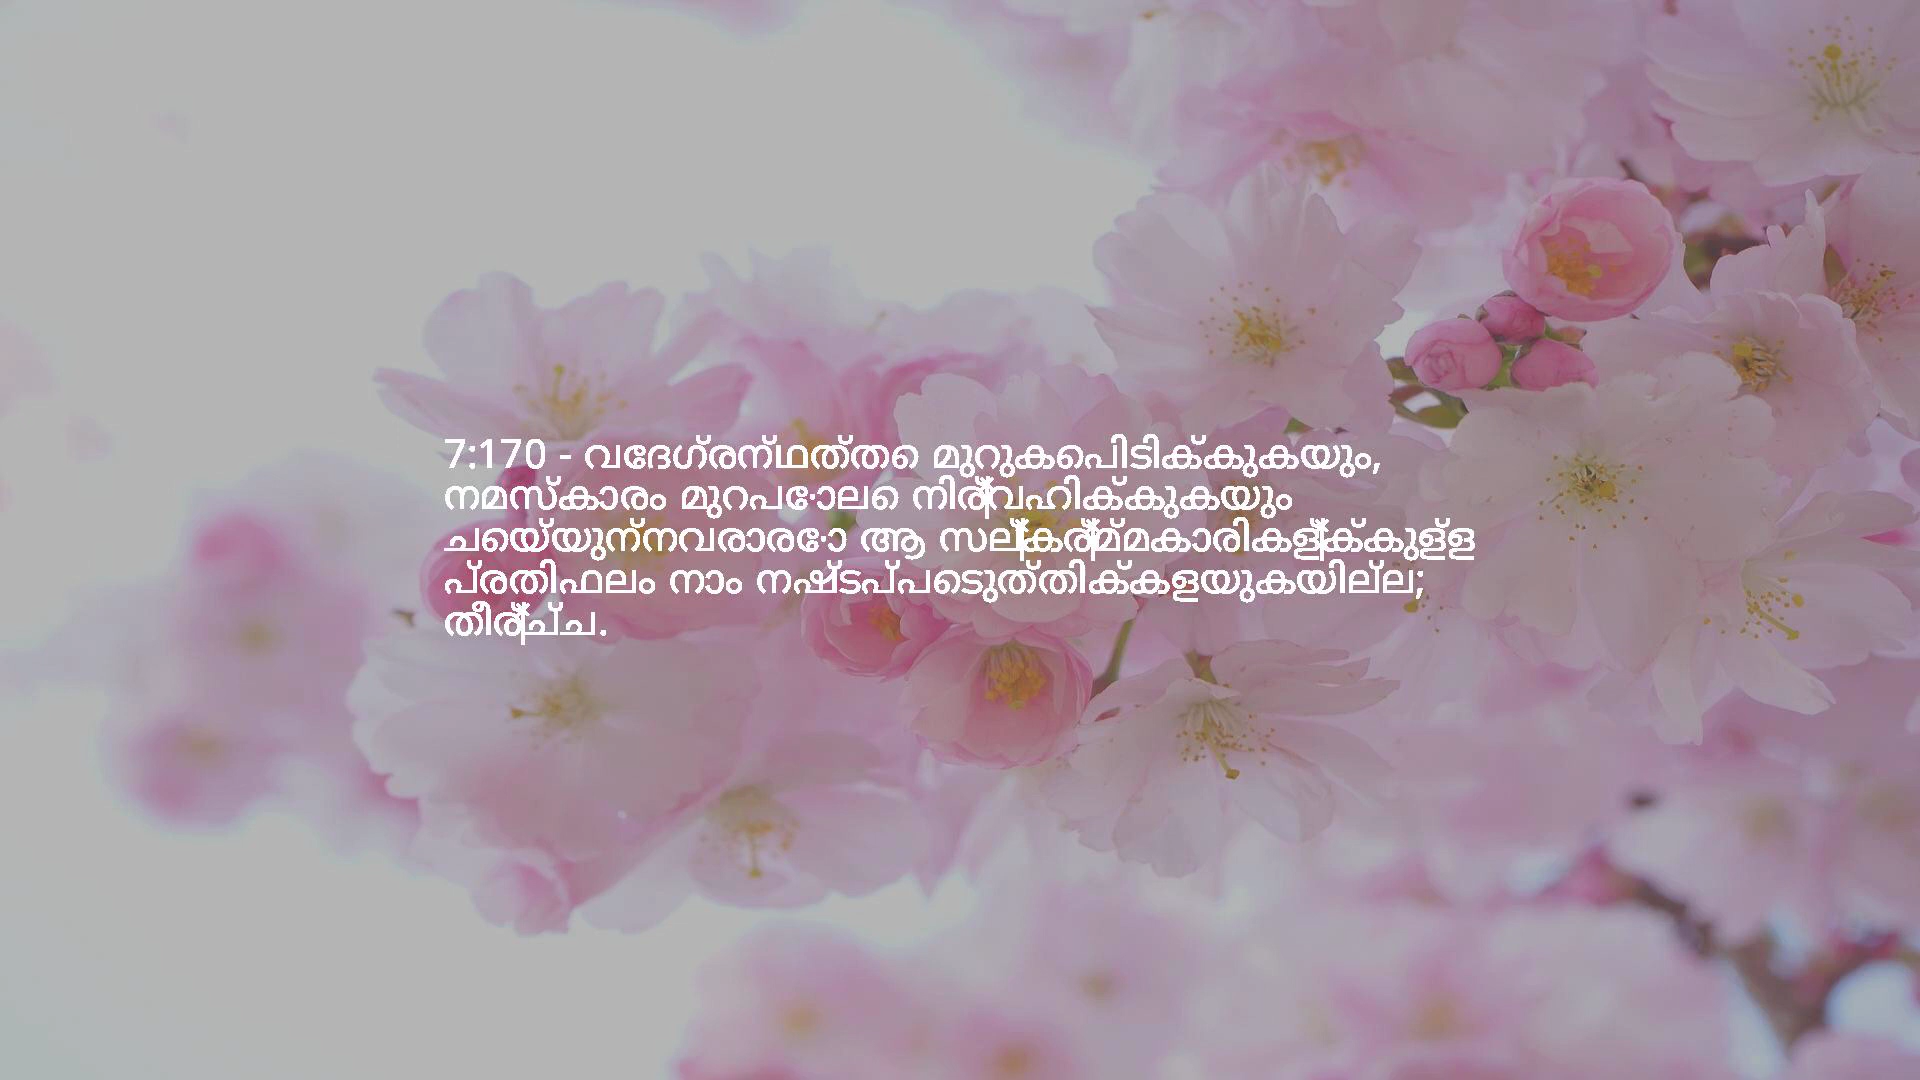 7:170 - വേദഗ്രന്ഥത്തെ മുറുകെപിടിക്കുകയും,
നമസ്കാരം മുറപോലെ നിര്‍വഹിക്കുകയും
ചെയ്യുന്നവരാരോ ആ സല്‍കര്‍മ്മകാരികള്‍ക്കുള്ള
പ്രതിഫലം നാം നഷ്ടപ്പെടുത്തിക്കളയുകയില്ല;
തീര്‍ച്ച.